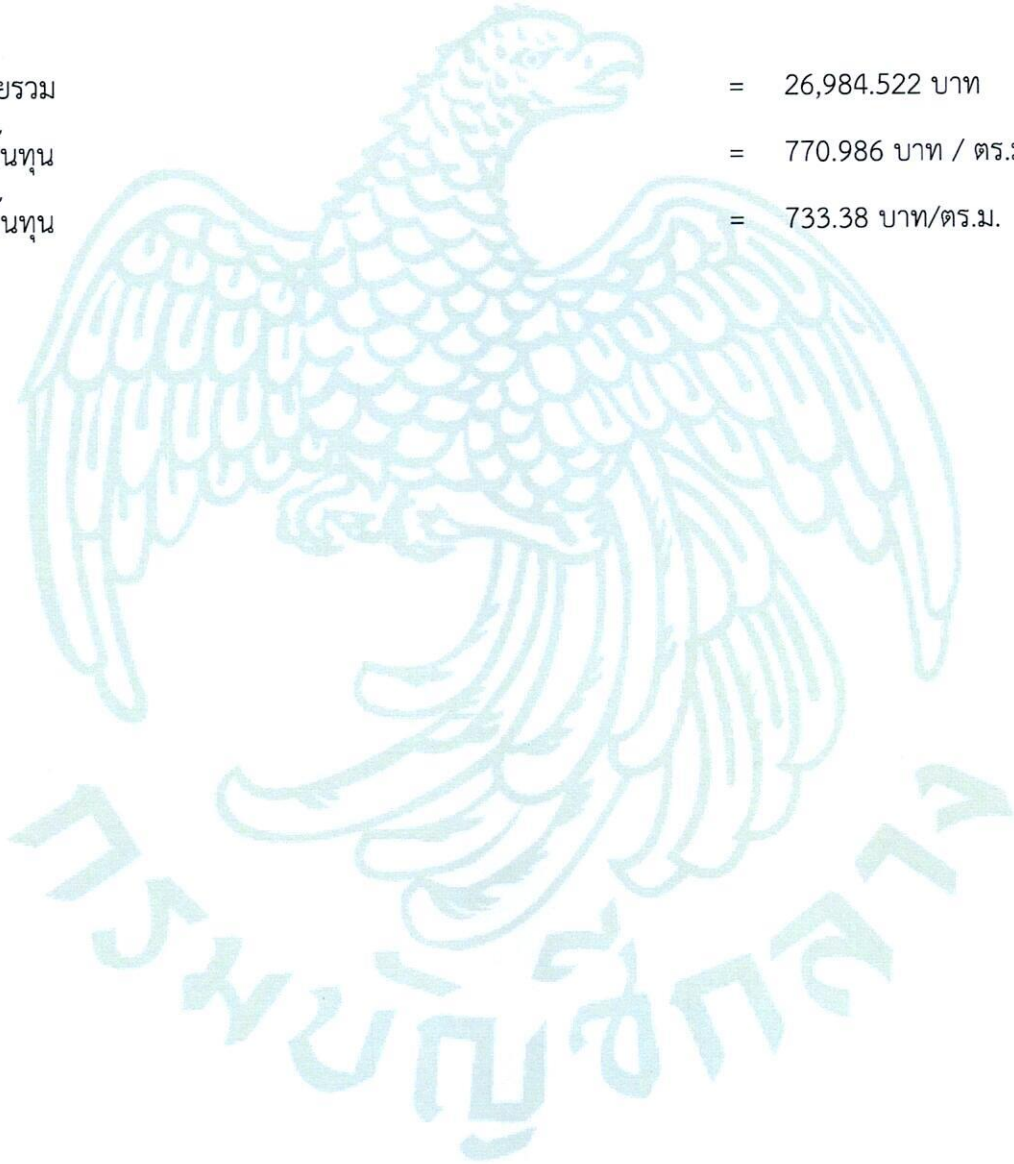 ยรวม = 26,984.522 บาท
้นทุน = 770.986 บาท / ตร.ม
้นทุน = 733.38 บาท/ตร.ม.
กรมบัญชีกลาง